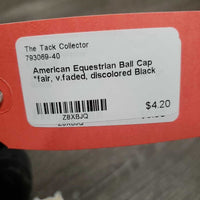 The Tack Collector
793069-40
American Equestrian Ball Cap
*fair, v.faded, discolored Black
$4.20
Z8XBJQ